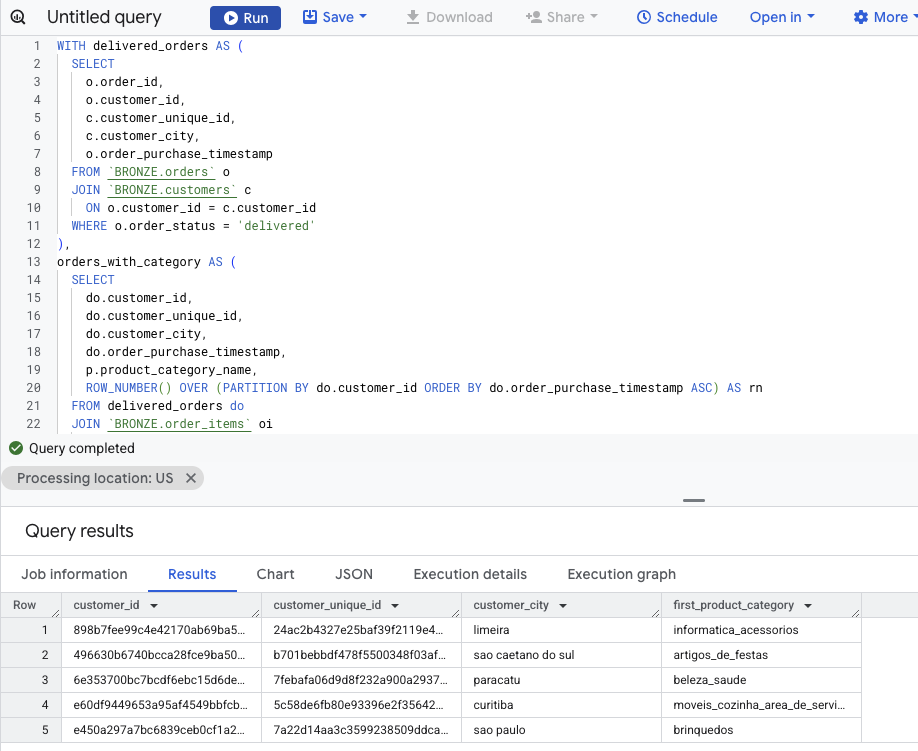 Untitled query Run Save Download Share Schedule Open in More
1 WITH delivered_orders AS (
2 SELECT
3 o.order_id,
4 o.customer_id,
5 c.customer_unique_id,
6 c.customer_city,
7 o.order_purchase_timestamp
8 FROM `BRONZE.orders` o
9 JOIN `BRONZE.customers` c
10 ON o.customer_id = c.customer_id
11 WHERE o.order_status = 'delivered'
12 ),
13 orders_with_category AS (
14 SELECT
15 do.customer_id,
16 do.customer_unique_id,
17 do.customer_city,
18 do.order_purchase_timestamp,
19 p.product_category_name,
20 ROW_NUMBER() OVER (PARTITION BY do.customer_id ORDER BY do.order_purchase_timestamp ASC) AS rn
21 FROM delivered_orders do
22 JOIN `BRONZE.order_items` oi
Query completed
Processing location: US
Query results
Job information Results Chart JSON Execution details Execution graph
Row customer_id customer_unique_id customer_city first_product_category
1 898b7fee99c4e42170ab69ba5... 24ac2b4327e25baf39f2119e4... limeira informatica_acessorios
2 496630b6740bcca28fce9ba50... b701bebbdf478f5500348f03af... sao caetano do sul artigos_de_festas
3 6e353700bc7bcdf6ebc15d6de... 7febafa06d9d8f232a900a2937... paracatu beleza_saude
4 e60df9449653a95af4549bbfcb... 5c58de6fb80e93396e2f35642... curitiba moveis_cozinha_area_de_servi...
5 e450a297a7bc6839ceb0cf1a2... 7a22d14aa3c3599238509ddca... sao paulo brinquedos